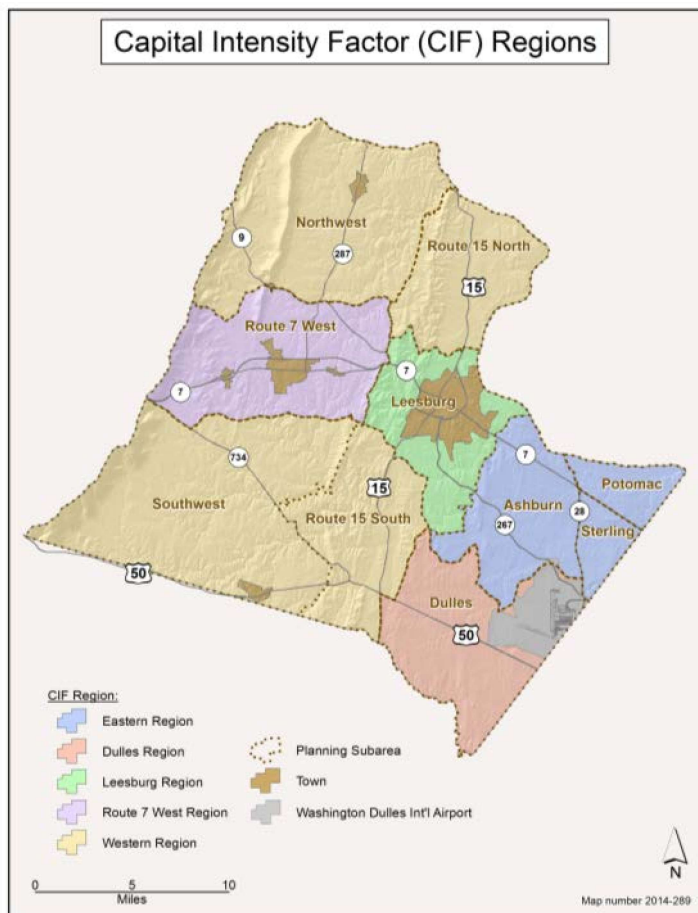 Capital Intensity Factor (CIF) Regions
Northwest
9
287
Route 15 North
15
Route 7 West
7
7
Leesburg
734
15
7
Potomac
Southwest
Ashburn
28
Route 15 South
267
Sterling
50
Dulles
50
CIF Region:
Eastern Region
Dulles Region
Planning Subarea
Leesburg Region
Town
Route 7 West Region
Washington Dulles Int'l Airport
Western Region
0 5 10
Miles
N
Map number 2014-289